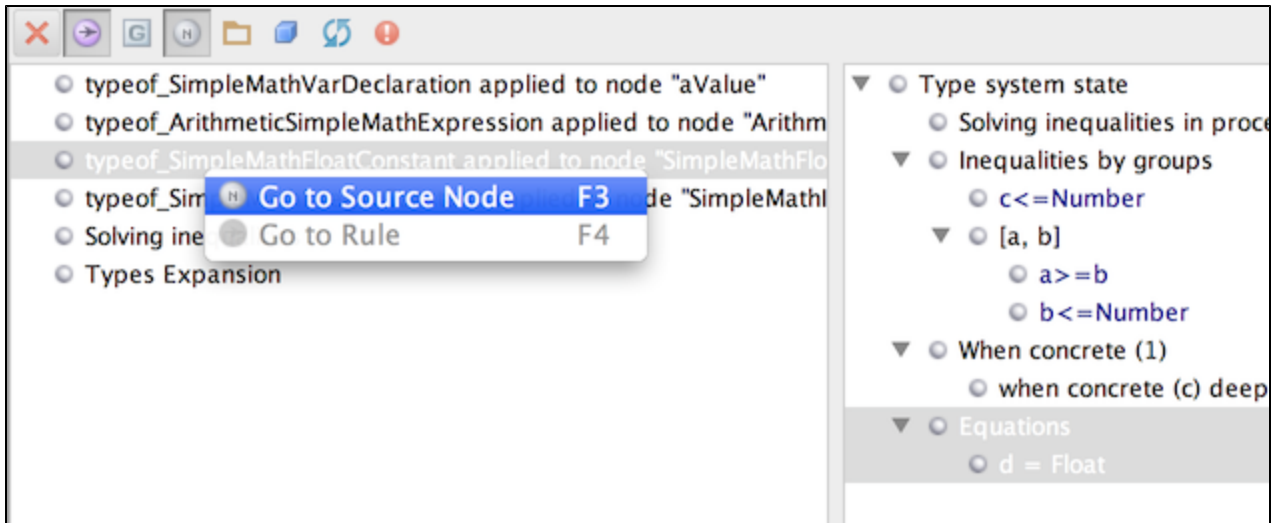 G N
typeof_SimpleMathVarDeclaration applied to node "aValue"
typeof_ArithmeticSimpleMathExpression applied to node "Arithm
typeof_SimpleMathFloatConstant applied to node "SimpleMathFlo
typeof_Sim de "SimpleMathI
N Go to Source Node F3
Solving ine
Go to Rule F4
Types Expansion
Type system state
Solving inequalities in proce
Inequalities by groups
c<=Number
[a, b]
a>=b
b<=Number
When concrete (1)
when concrete (c) deep
Equations
d = Float